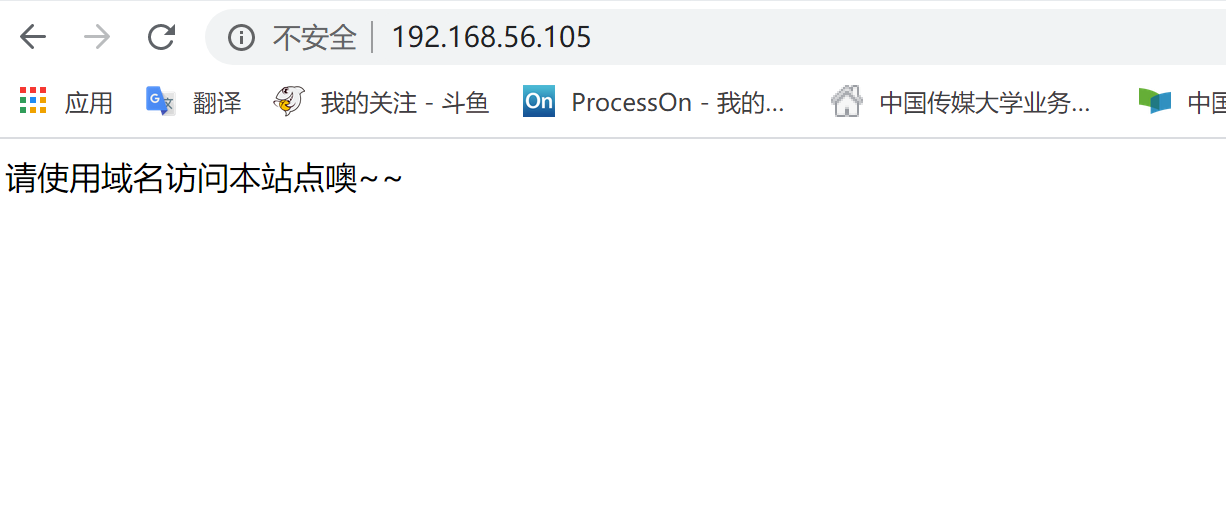 不安全 192.168.56.105
应用 翻译 我的关注 - 斗鱼 On ProcessOn - 我的... 中国传媒大学业务... 中国
请使用域名访问本站点噢~~